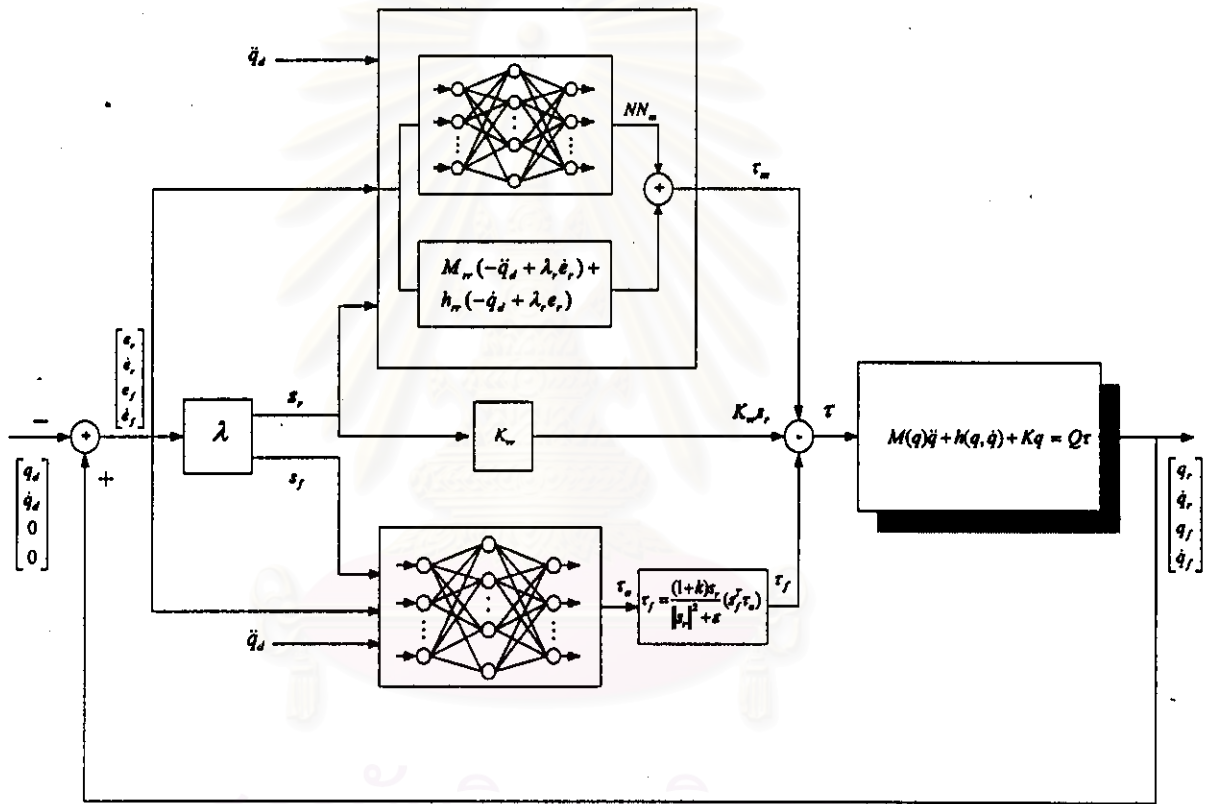 q̈_d
NN_m
+
τ_m
M_rr(-q̈_d + λ_r ė_r) +
h_rr(-q̇_d + λ_r e_r)
[e_r
ė_r
e_f
ė_f]
−
+
+
λ
s_r
s_f
K_rr
K_rr s_r
-
τ
M(q)q̈ + h(q, q̇) + Kq = Qτ
[q_d
q̇_d
0
0]
[q_r
q̇_r
q_f
q̇_f]
q̈_d
τ_a
τ_f = (1+k)s_r / (‖s_r‖² + ε) (s_f^T τ_a)
τ_f